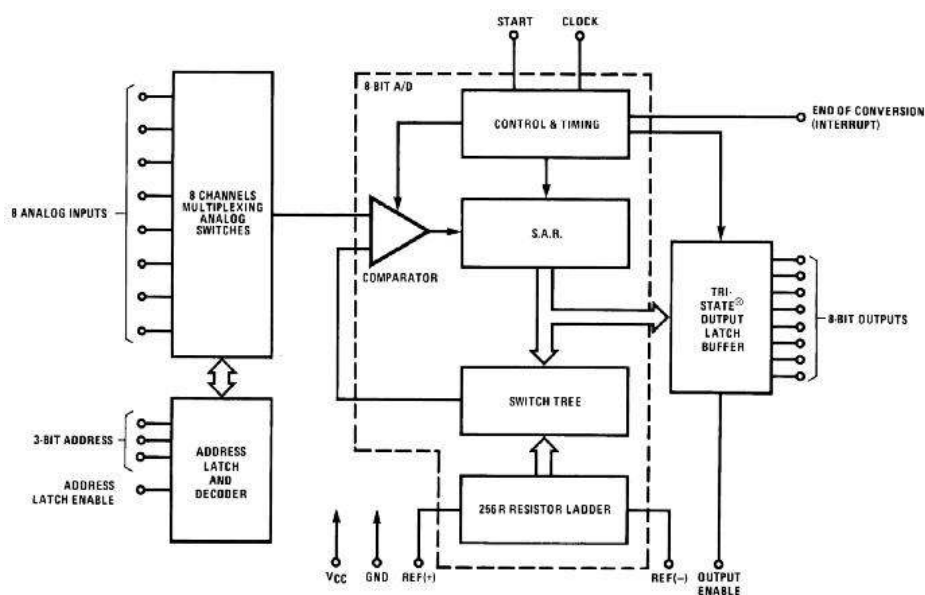 START
CLOCK
8-BIT A/D
CONTROL & TIMING
END OF CONVERSION
(INTERRUPT)
8 ANALOG INPUTS
8 CHANNELS
MULTIPLEXING
ANALOG
SWITCHES
S.A.R.
COMPARATOR
TRI-
STATE®
OUTPUT
LATCH
BUFFER
8-BIT OUTPUTS
SWITCH TREE
3-BIT ADDRESS
ADDRESS
LATCH ENABLE
ADDRESS
LATCH
AND
DECODER
256R RESISTOR LADDER
VCC
GND
REF(+)
REF(−)
OUTPUT
ENABLE